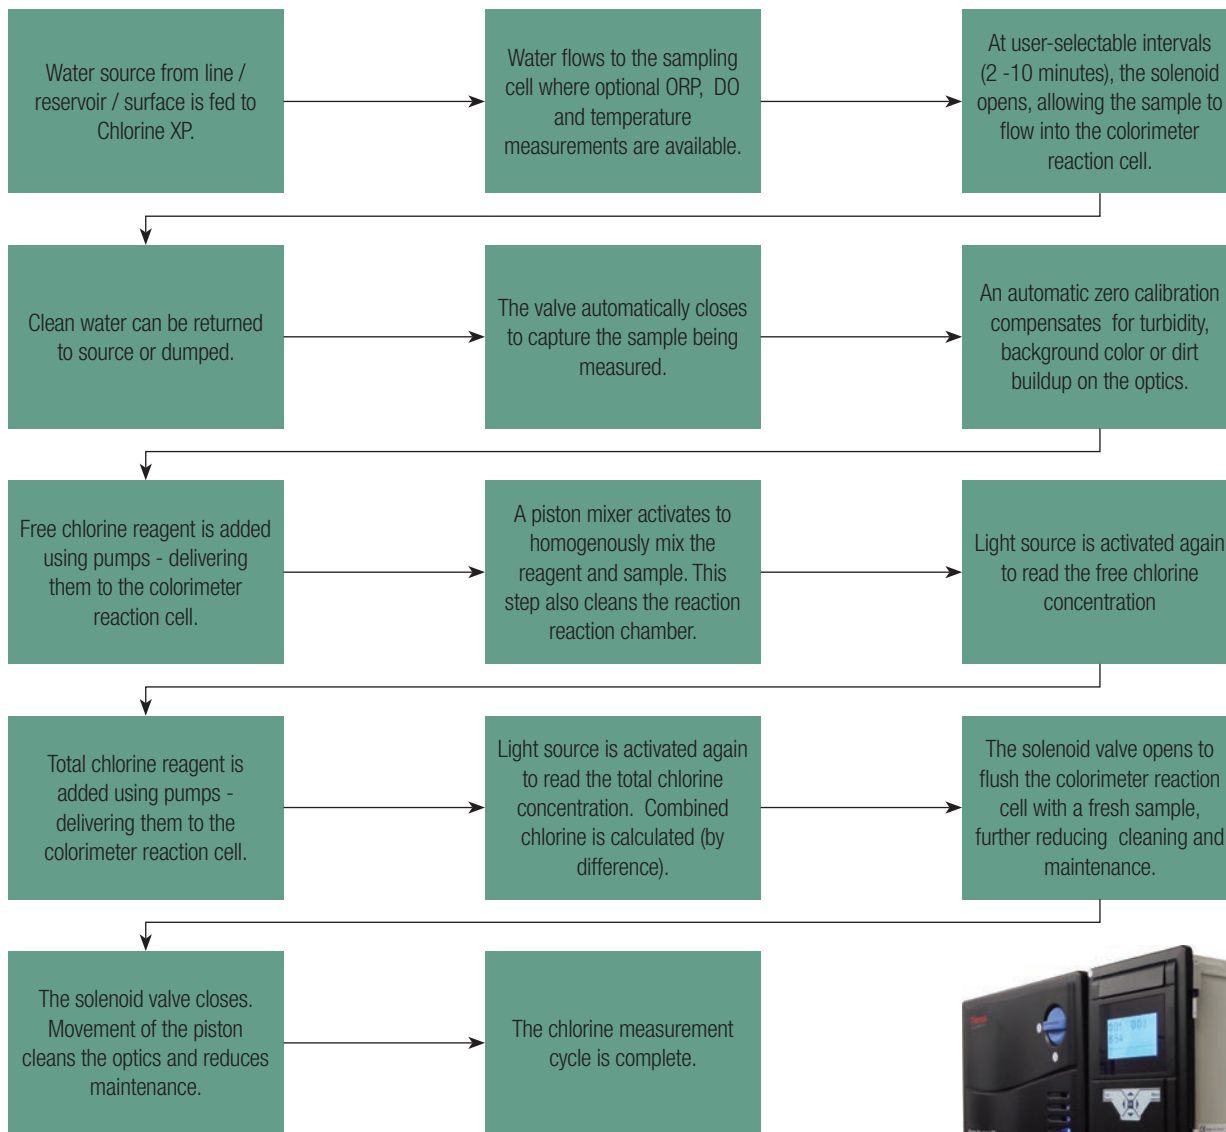 Water source from line /
reservoir / surface is fed to
Chlorine XP.
Water flows to the sampling
cell where optional ORP, DO
and temperature
measurements are available.
At user-selectable intervals
(2 -10 minutes), the solenoid
opens, allowing the sample to
flow into the colorimeter
reaction cell.
Clean water can be returned
to source or dumped.
The valve automatically closes
to capture the sample being
measured.
An automatic zero calibration
compensates for turbidity,
background color or dirt
buildup on the optics.
Free chlorine reagent is added
using pumps - delivering
them to the colorimeter
reaction cell.
A piston mixer activates to
homogenously mix the
reagent and sample. This
step also cleans the reaction
reaction chamber.
Light source is activated again
to read the free chlorine
concentration
Total chlorine reagent is
added using pumps -
delivering them to the
colorimeter reaction cell.
Light source is activated again
to read the total chlorine
concentration. Combined
chlorine is calculated (by
difference).
The solenoid valve opens to
flush the colorimeter reaction
cell with a fresh sample,
further reducing cleaning and
maintenance.
The solenoid valve closes.
Movement of the piston
cleans the optics and reduces
maintenance.
The chlorine measurement
cycle is complete.
Thermo